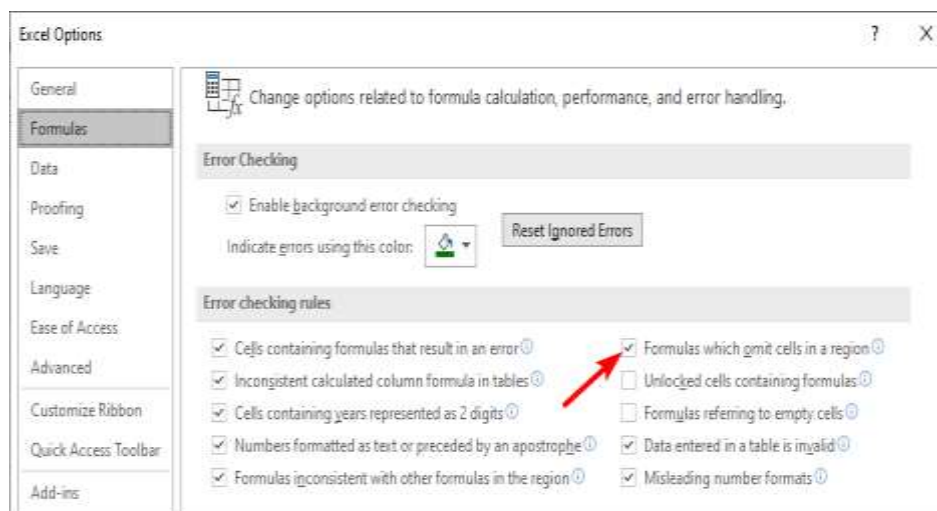 Excel Options ? X
General
Formulas
Data
Proofing
Save
Language
Ease of Access
Advanced
Customize Ribbon
Quick Access Toolbar
Add-ins
Change options related to formula calculation, performance, and error handling.
Error Checking
Enable background error checking
Indicate errors using this color:
Reset Ignored Errors
Error checking rules
Cells containing formulas that result in an error
Inconsistent calculated column formula in tables
Cells containing years represented as 2 digits
Numbers formatted as text or preceded by an apostrophe
Formulas inconsistent with other formulas in the region
Formulas which omit cells in a region
Unlocked cells containing formulas
Formulas referring to empty cells
Data entered in a table is invalid
Misleading number formats